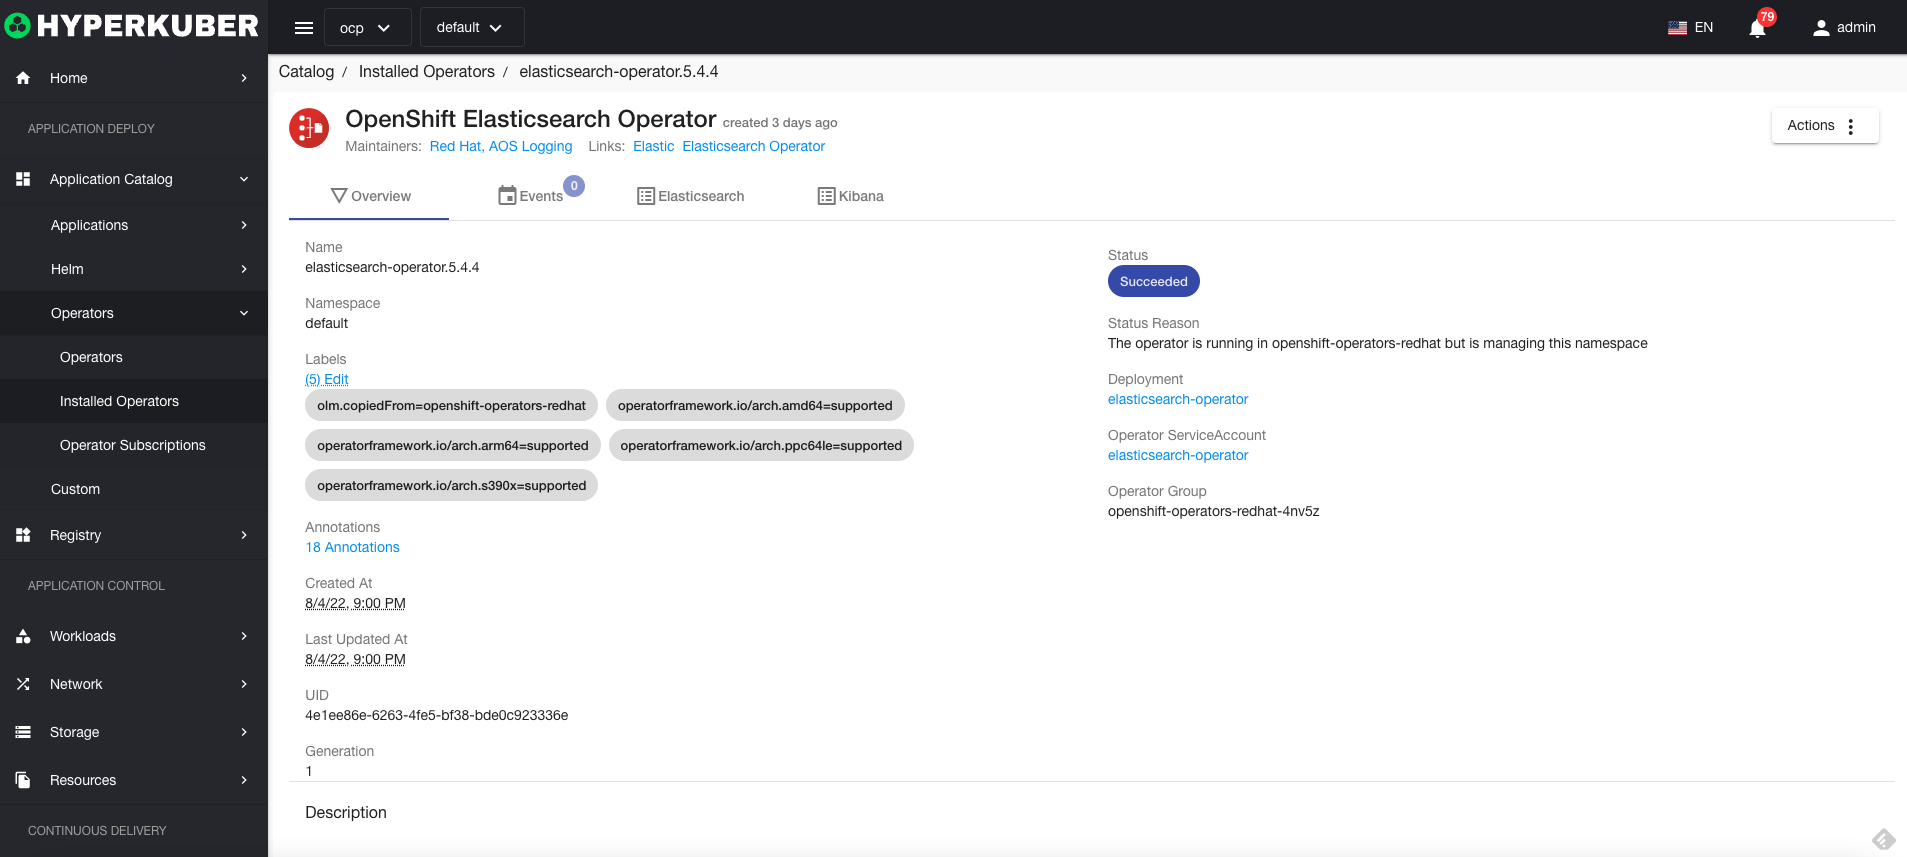 HYPERKUBER
ocp
default
EN
79
admin
Home
APPLICATION DEPLOY
Application Catalog
Applications
Helm
Operators
Operators
Installed Operators
Operator Subscriptions
Custom
Registry
APPLICATION CONTROL
Workloads
Network
Storage
Resources
CONTINUOUS DELIVERY
Catalog / Installed Operators / elasticsearch-operator.5.4.4
OpenShift Elasticsearch Operator created 3 days ago
Maintainers: Red Hat, AOS Logging Links: Elastic Elasticsearch Operator
Actions
Overview
Events 0
Elasticsearch
Kibana
Name
elasticsearch-operator.5.4.4
Namespace
default
Labels
(5) Edit
olm.copiedFrom=openshift-operators-redhat
operatorframework.io/arch.amd64=supported
operatorframework.io/arch.arm64=supported
operatorframework.io/arch.ppc64le=supported
operatorframework.io/arch.s390x=supported
Annotations
18 Annotations
Created At
8/4/22, 9:00 PM
Last Updated At
8/4/22, 9:00 PM
UID
4e1ee86e-6263-4fe5-bf38-bde0c923336e
Generation
1
Status
Succeeded
Status Reason
The operator is running in openshift-operators-redhat but is managing this namespace
Deployment
elasticsearch-operator
Operator ServiceAccount
elasticsearch-operator
Operator Group
openshift-operators-redhat-4nv5z
Description